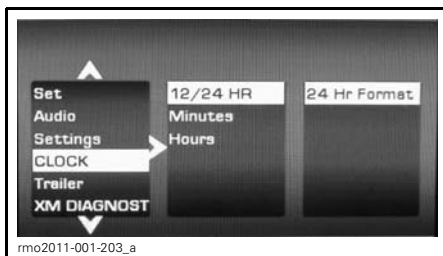 Set
Audio
Settings
CLOCK
Trailer
XM DIAGNOST
12/24 HR
Minutes
Hours
24 Hr Format
rmo2011-001-203_a